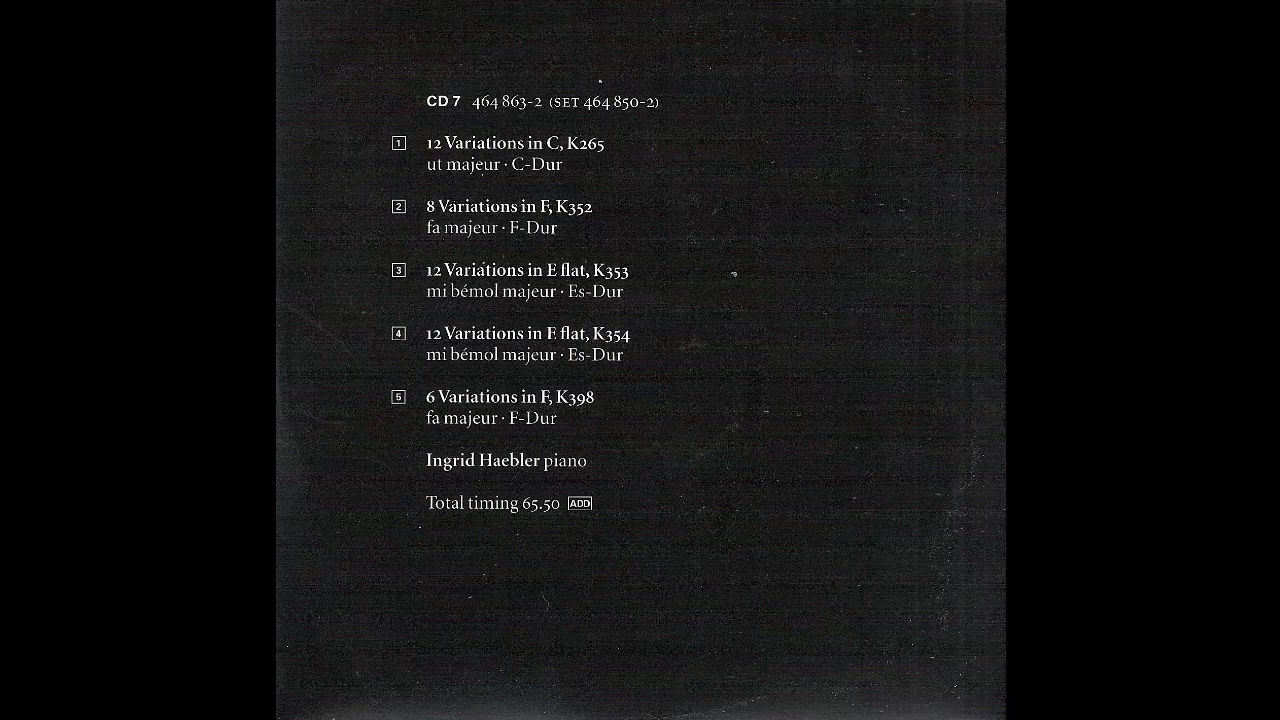 CD 7 464 863-2 (SET 464 850-2)
1 12 Variations in C, K265
ut majeur · C-Dur
2 8 Variations in F, K352
fa majeur · F-Dur
3 12 Variations in E flat, K353
mi bémol majeur · Es-Dur
4 12 Variations in E flat, K354
mi bémol majeur · Es-Dur
5 6 Variations in F, K398
fa majeur · F-Dur
Ingrid Haebler piano
Total timing 65.50 ADD